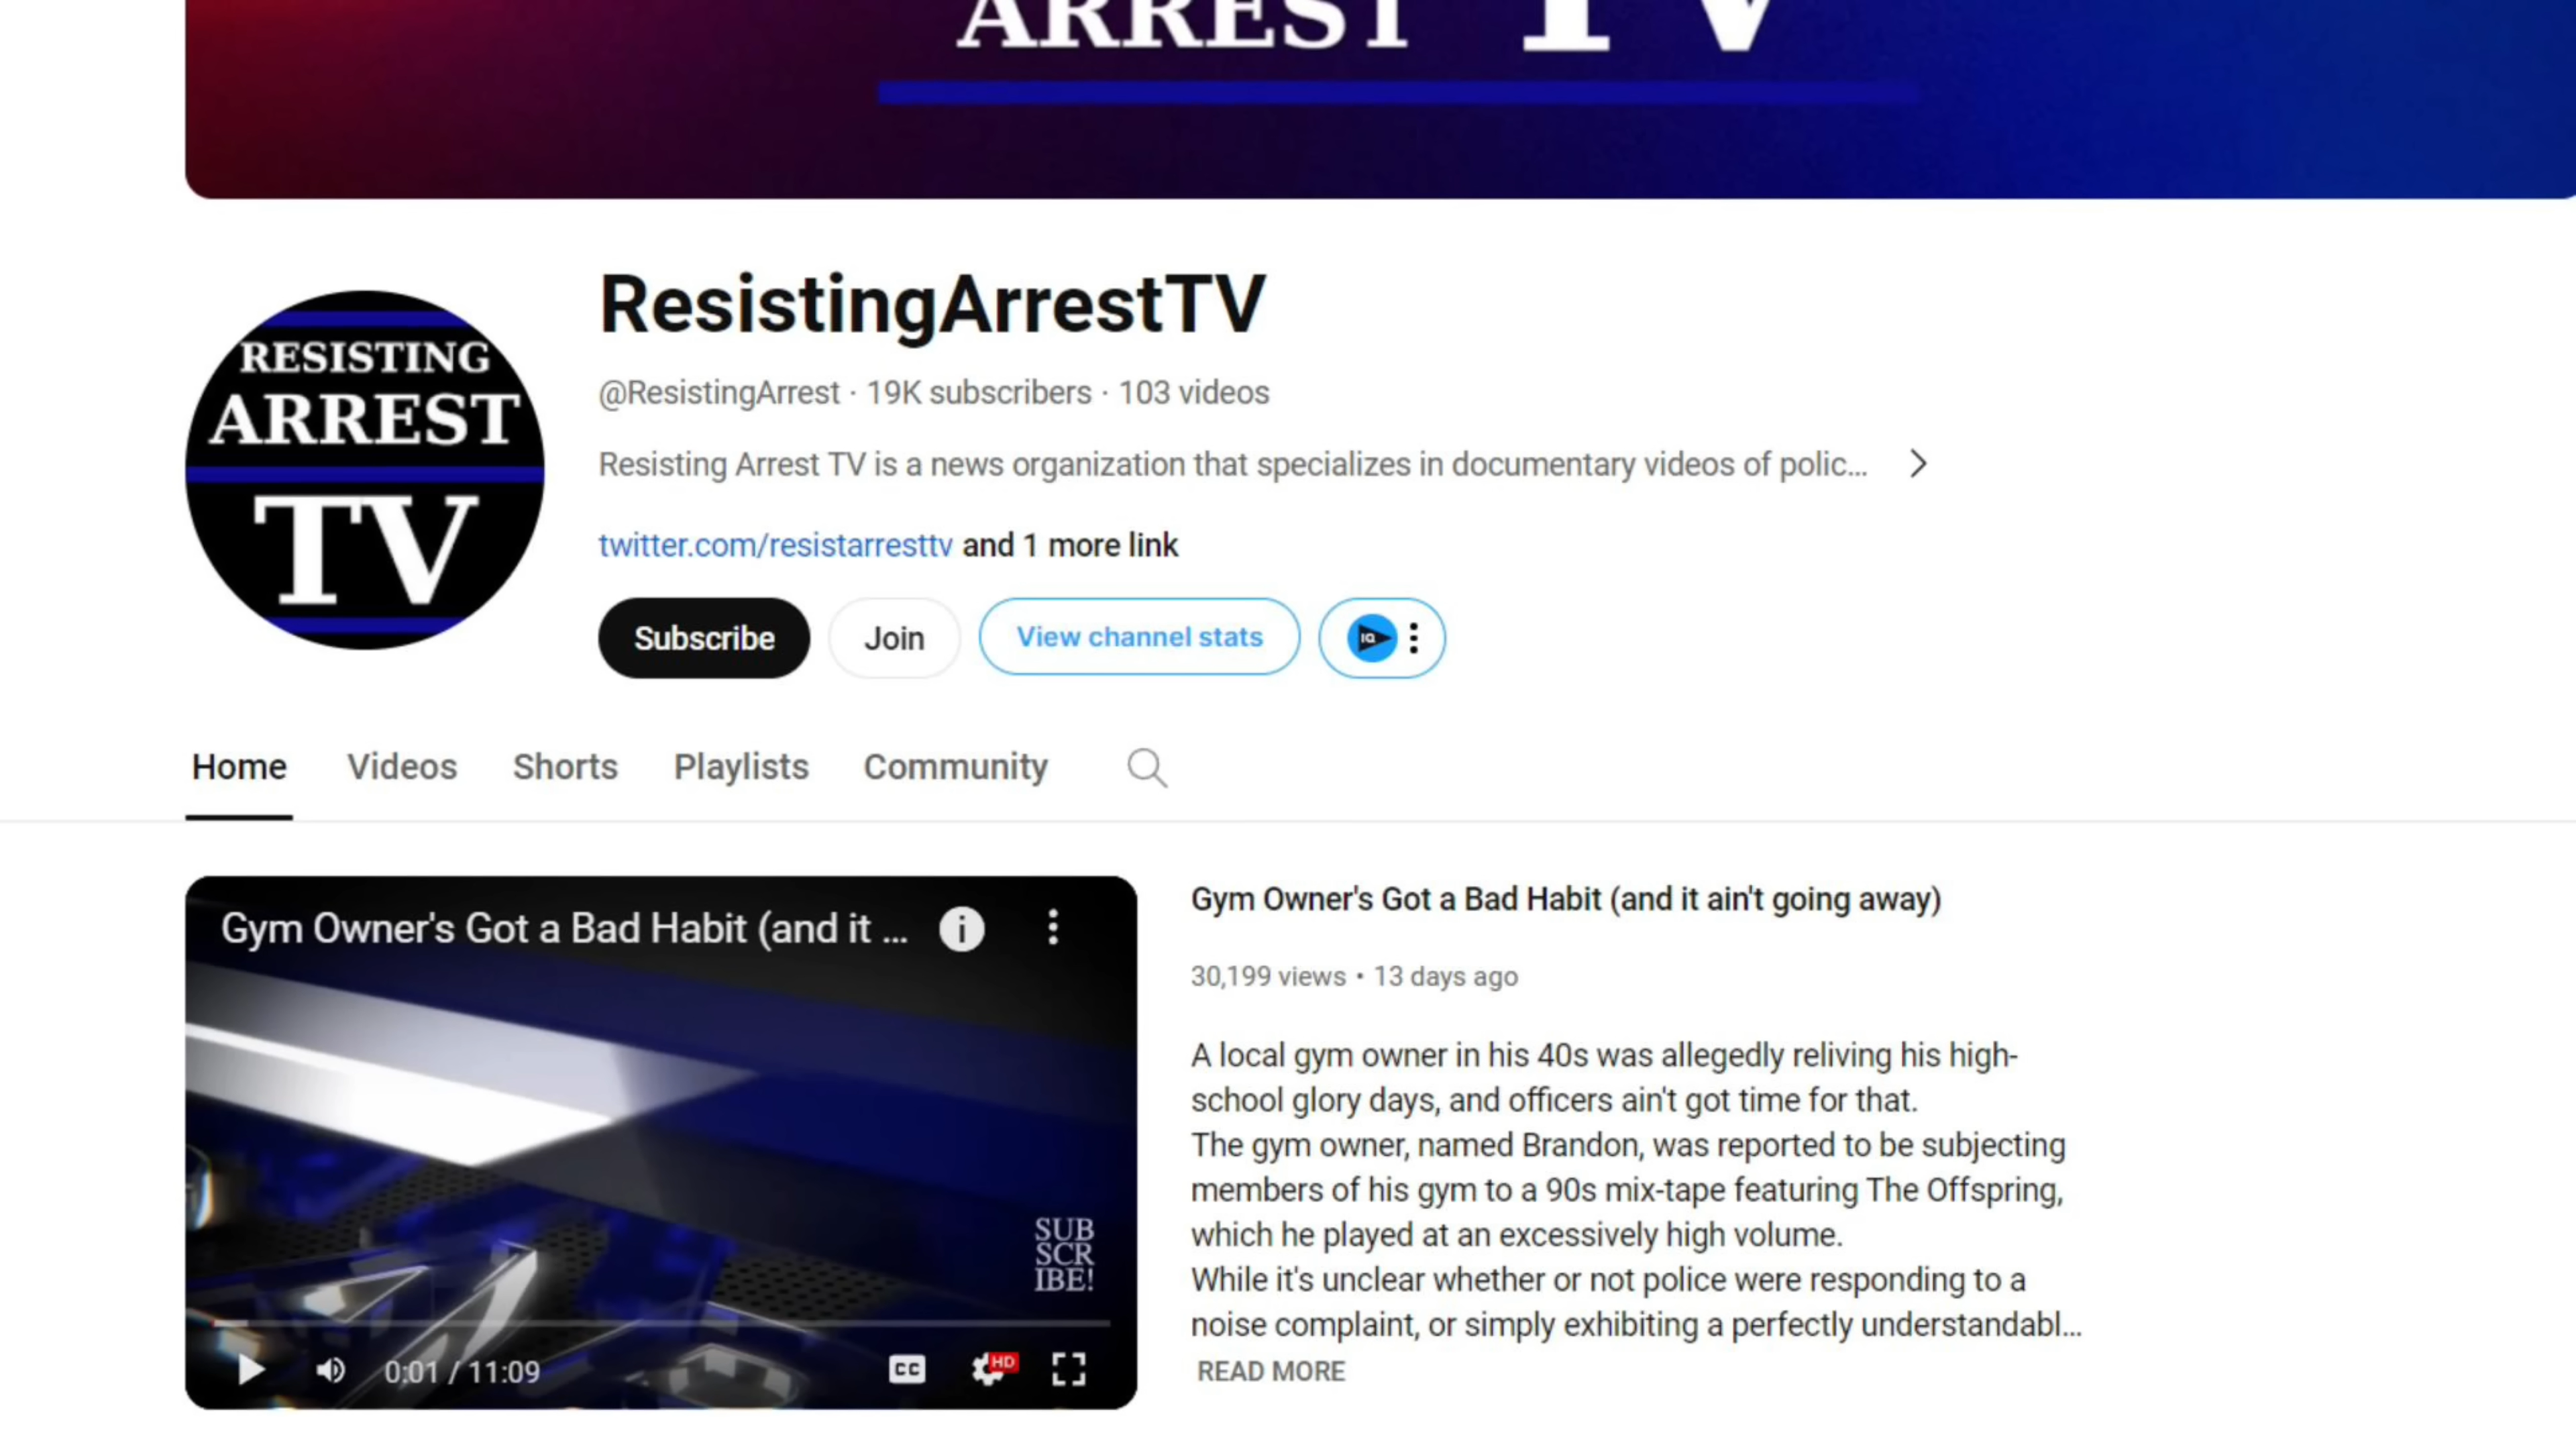 ARREST TV
RESISTING
ARREST
TV
ResistingArrestTV
@ResistingArrest · 19K subscribers · 103 videos
Resisting Arrest TV is a news organization that specializes in documentary videos of polic...
twitter.com/resistarresttv and 1 more link
Subscribe
Join
View channel stats
IQ
Home
Videos
Shorts
Playlists
Community
Gym Owner's Got a Bad Habit (and it ...
SUB
SCR
IBE!
0:01 / 11:09
CC
HD
Gym Owner's Got a Bad Habit (and it ain't going away)
30,199 views • 13 days ago
A local gym owner in his 40s was allegedly reliving his high-
school glory days, and officers ain't got time for that.
The gym owner, named Brandon, was reported to be subjecting
members of his gym to a 90s mix-tape featuring The Offspring,
which he played at an excessively high volume.
While it's unclear whether or not police were responding to a
noise complaint, or simply exhibiting a perfectly understandabl...
READ MORE